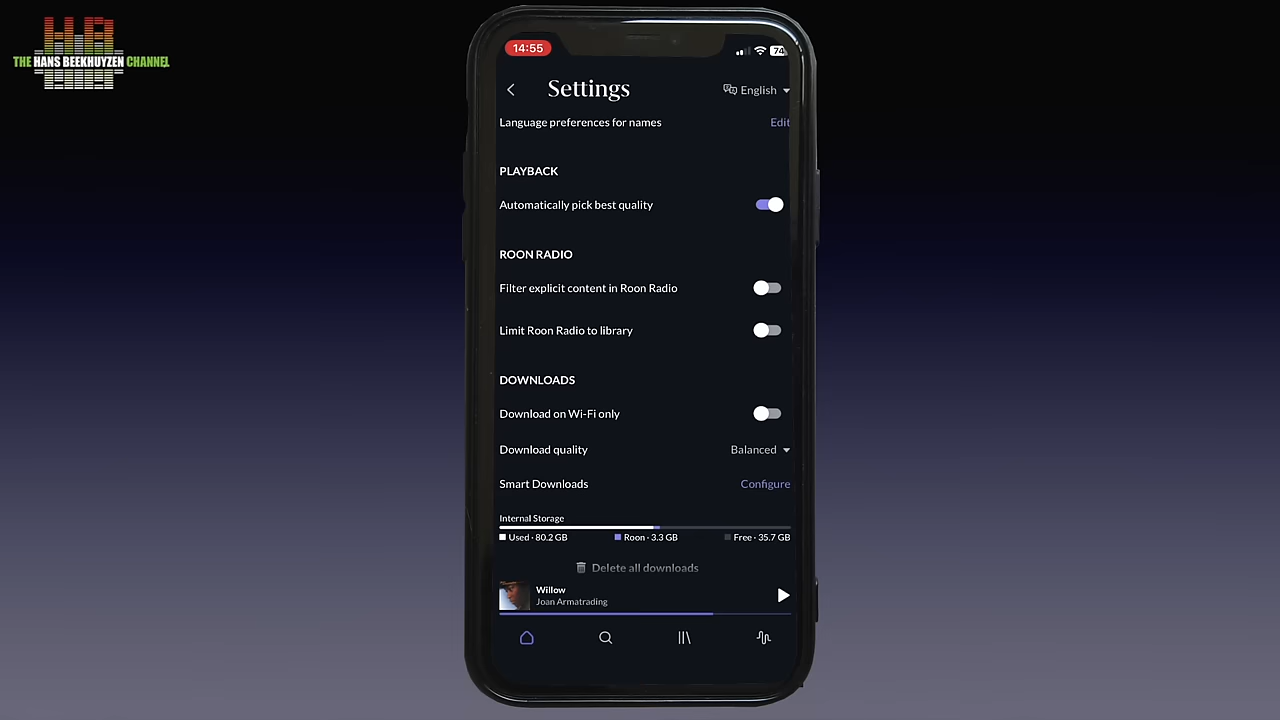 THE HANS BEEKHUYZEN CHANNEL
14:55
74
Settings
English
Language preferences for names
Edit
PLAYBACK
Automatically pick best quality
ROON RADIO
Filter explicit content in Roon Radio
Limit Roon Radio to library
DOWNLOADS
Download on Wi-Fi only
Download quality
Balanced
Smart Downloads
Configure
Internal Storage
Used · 80.2 GB
Roon · 3.3 GB
Free · 35.7 GB
Delete all downloads
Willow
Joan Armatrading